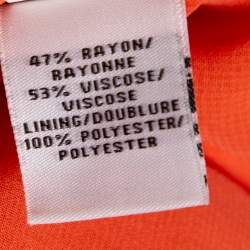 47% RAYON/
RAYONNE
53% VISCOSE/
VISCOSE
LINING/DOUBLURE
100% POLYESTER/
POLYESTER